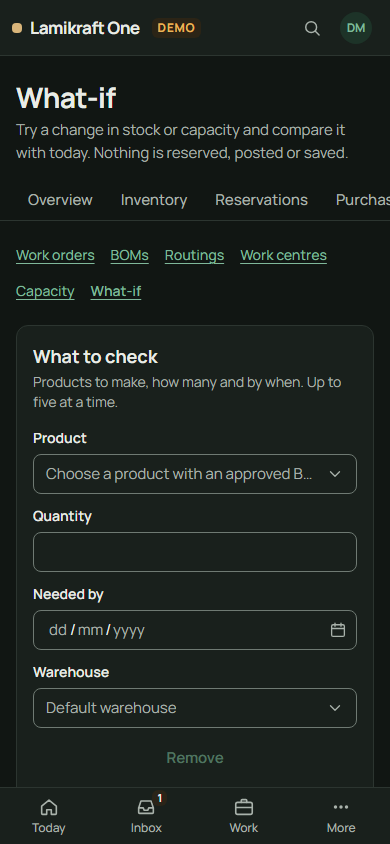 Lamikraft One DEMO DM
What-if
Try a change in stock or capacity and compare it
with today. Nothing is reserved, posted or saved.
Overview Inventory Reservations Purchas
Work orders BOMs Routings Work centres
Capacity What-if
What to check
Products to make, how many and by when. Up to
five at a time.
Product
Choose a product with an approved B...
Quantity
Needed by
dd/mm/yyyy
Warehouse
Default warehouse
Remove
1
Today Inbox Work More